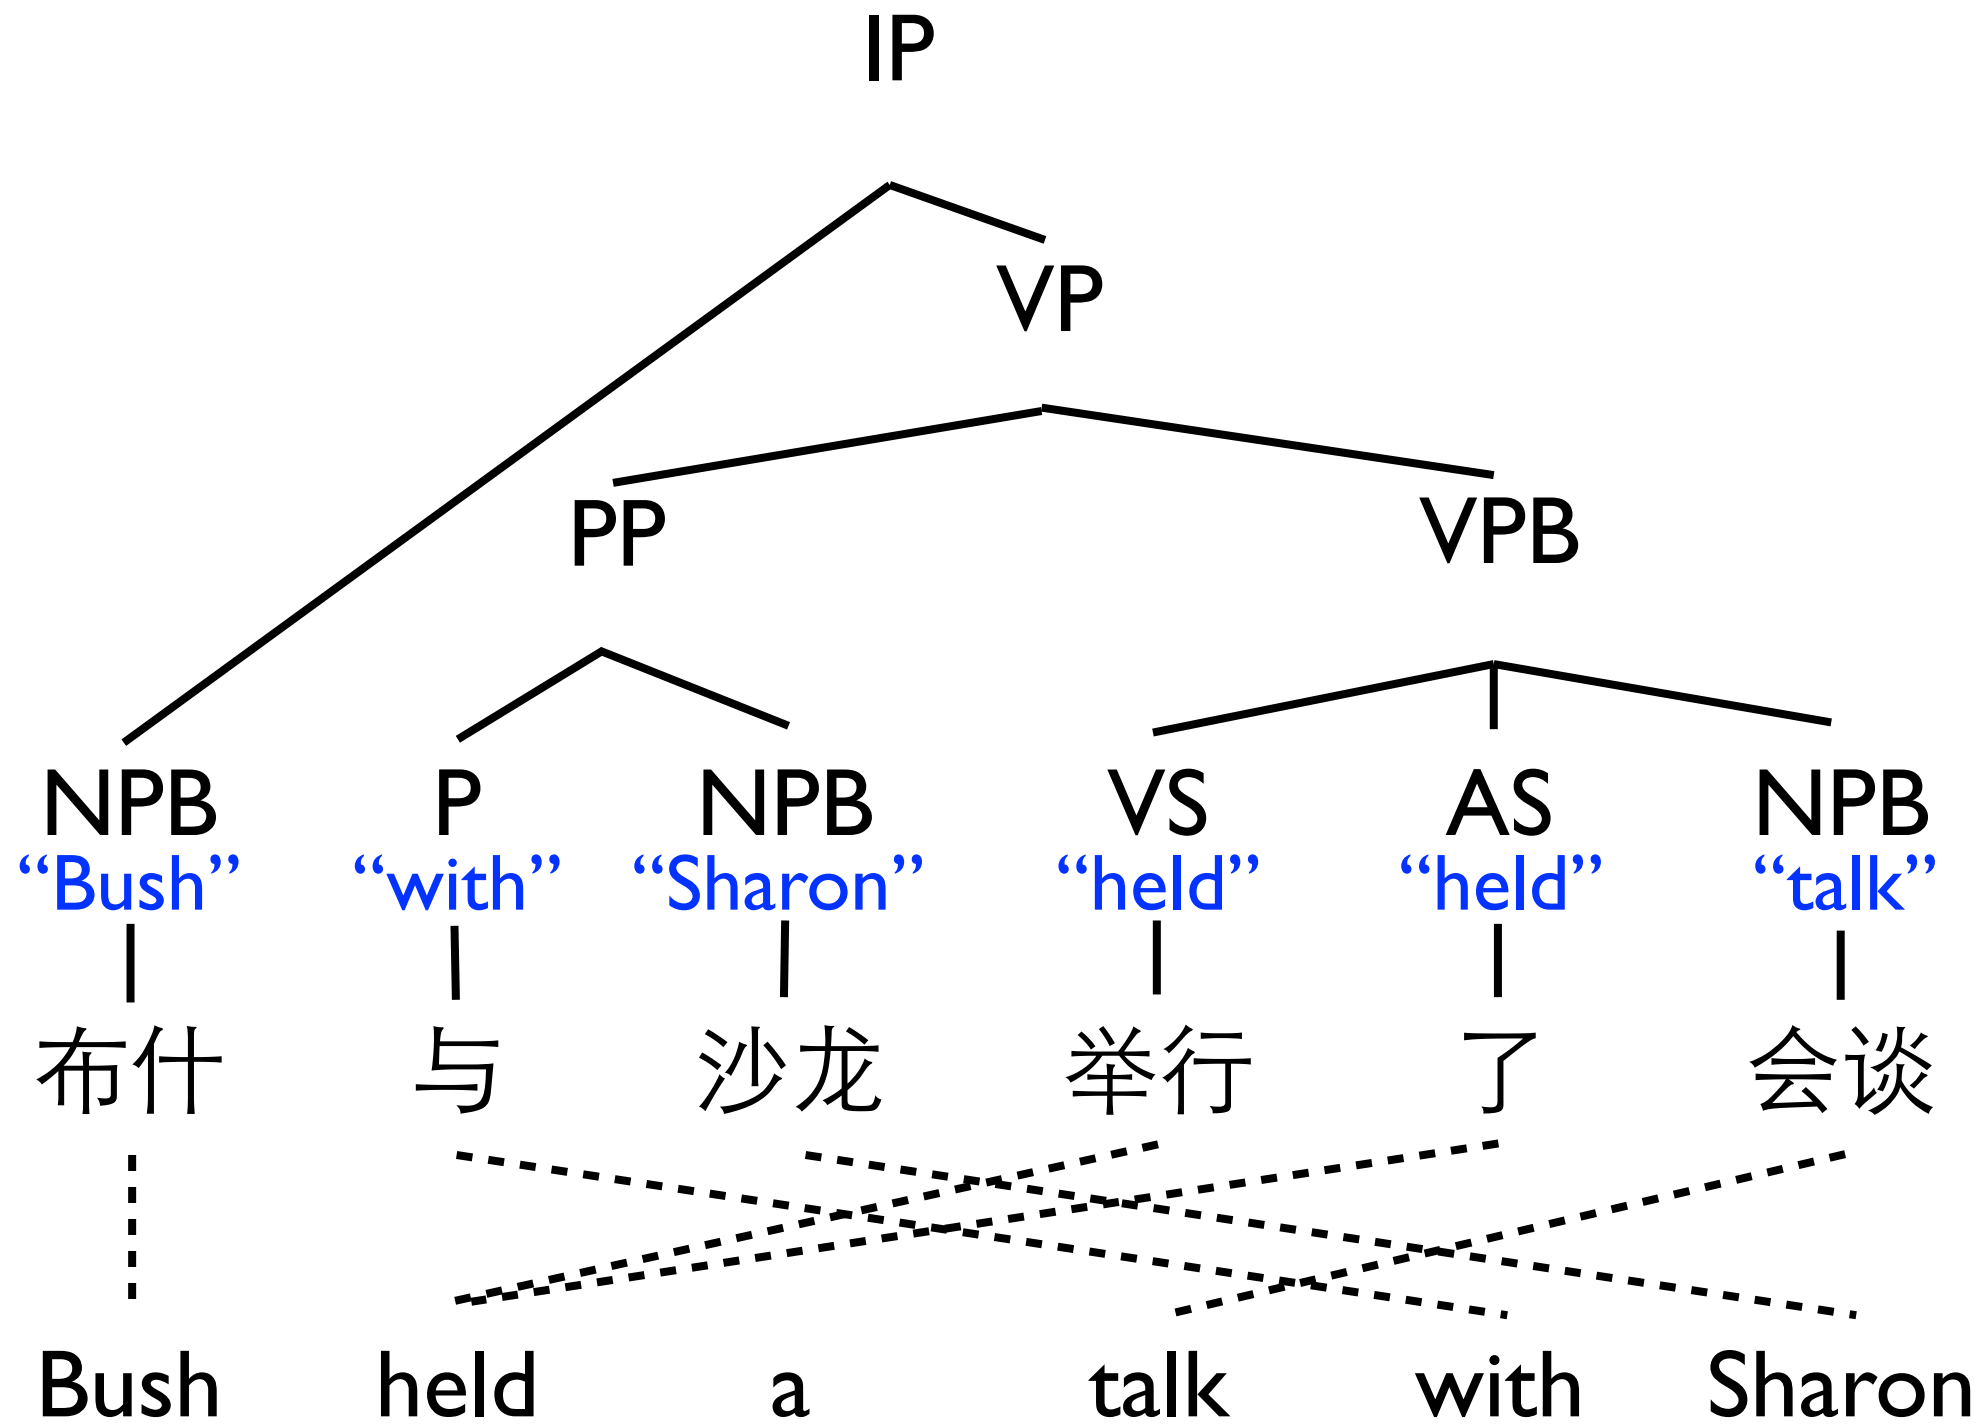 IP
VP
PP VPB
NPB P NPB VS AS NPB
“Bush” “with” “Sharon” “held” “held” “talk”
布什 与 沙龙 举行 了 会谈
Bush held a talk with Sharon